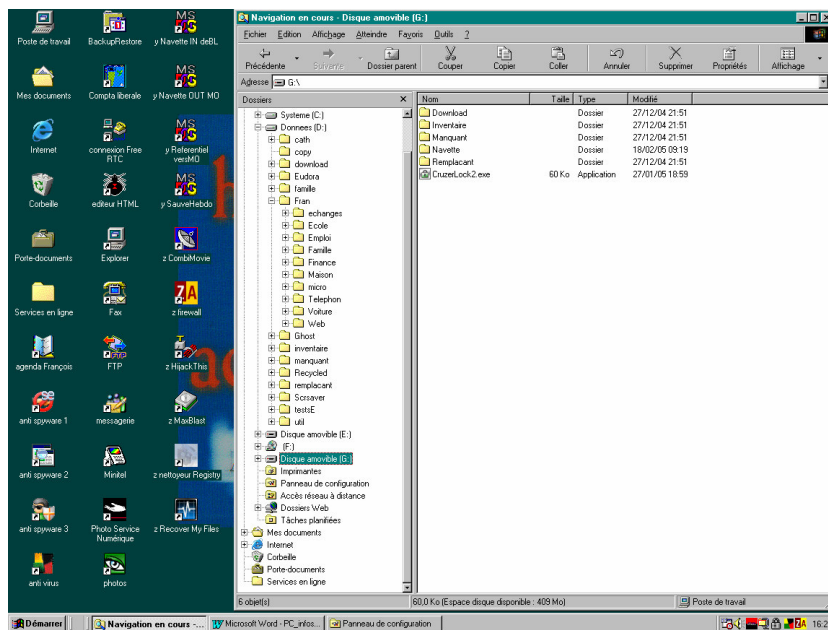 Poste de travail
BackupRestore
y Navette IN deBL
Mes documents
Compta liberale
y Navette OUT MO
Internet
connexion Free RTC
y Referentiel versMO
Corbeille
editeur HTML
y SauveHebdo
Porte-documents
Explorer
z CombiMovie
Services en ligne
Fax
z firewall
agenda François
FTP
z HijackThis
anti spyware 1
messagerie
z MaxBlast
anti spyware 2
Minitel
z nettoyeur Registry
anti spyware 3
Photo Service Numérique
z Recover My Files
anti virus
photos
Navigation en cours - Disque amovible (G:)
Fichier Edition Affichage Atteindre Favoris Outils ?
Précédente Suivante Dossier parent Couper Copier Coller Annuler Supprimer Propriétés Affichage
Adresse G:\
Dossiers
Systeme (C:)
Donnees (D:)
cath
copy
download
Eudora
famille
Fran
echanges
Ecole
Emploi
Famille
Finance
Maison
micro
Telephon
Voiture
Web
Ghost
inventaire
manquant
Recycled
remplacant
Scrsaver
testsE
util
Disque amovible (E:)
(F:)
Disque amovible (G:)
Imprimantes
Panneau de configuration
Accès réseau à distance
Dossiers Web
Tâches planifiées
Mes documents
Internet
Corbeille
Porte-documents
Services en ligne
Nom Taille Type Modifié
Download Dossier 27/12/04 21:51
Inventaire Dossier 27/12/04 21:51
Manquant Dossier 27/12/04 21:51
Navette Dossier 18/02/05 09:19
Remplacant Dossier 27/12/04 21:51
CruzerLock2.exe 60 Ko Application 27/01/05 18:59
6 objet(s) 60,0 Ko (Espace disque disponible : 409 Mo) Poste de travail
Démarrer Navigation en cours -... Microsoft Word - PC_infos... Panneau de configuration